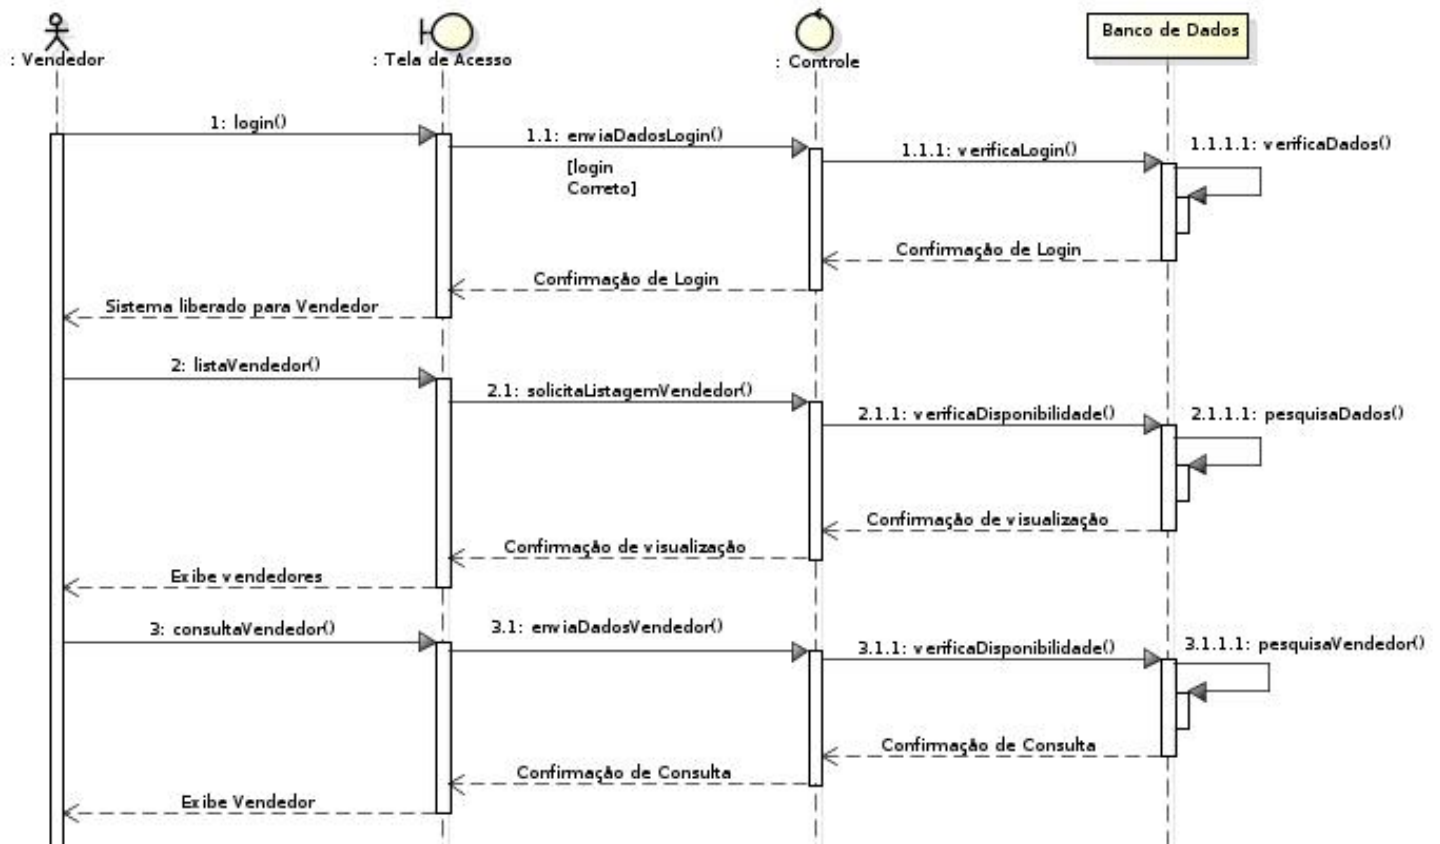 Banco de Dados
: Vendedor
: Tela de Acesso
: Controle
1: login()
1.1: enviaDadosLogin()
[login
Correto]
1.1.1: verificaLogin()
1.1.1.1: verificaDados()
Confirmação de Login
Confirmação de Login
Sistema liberado para Vendedor
2: listaVendedor()
2.1: solicitaListagemVendedor()
2.1.1: verificaDisponibilidade()
2.1.1.1: pesquisaDados()
Confirmação de visualização
Confirmação de visualização
Exibe vendedores
3: consultaVendedor()
3.1: enviaDadosVendedor()
3.1.1: verificaDisponibilidade()
3.1.1.1: pesquisaVendedor()
Confirmação de Consulta
Confirmação de Consulta
Exibe Vendedor